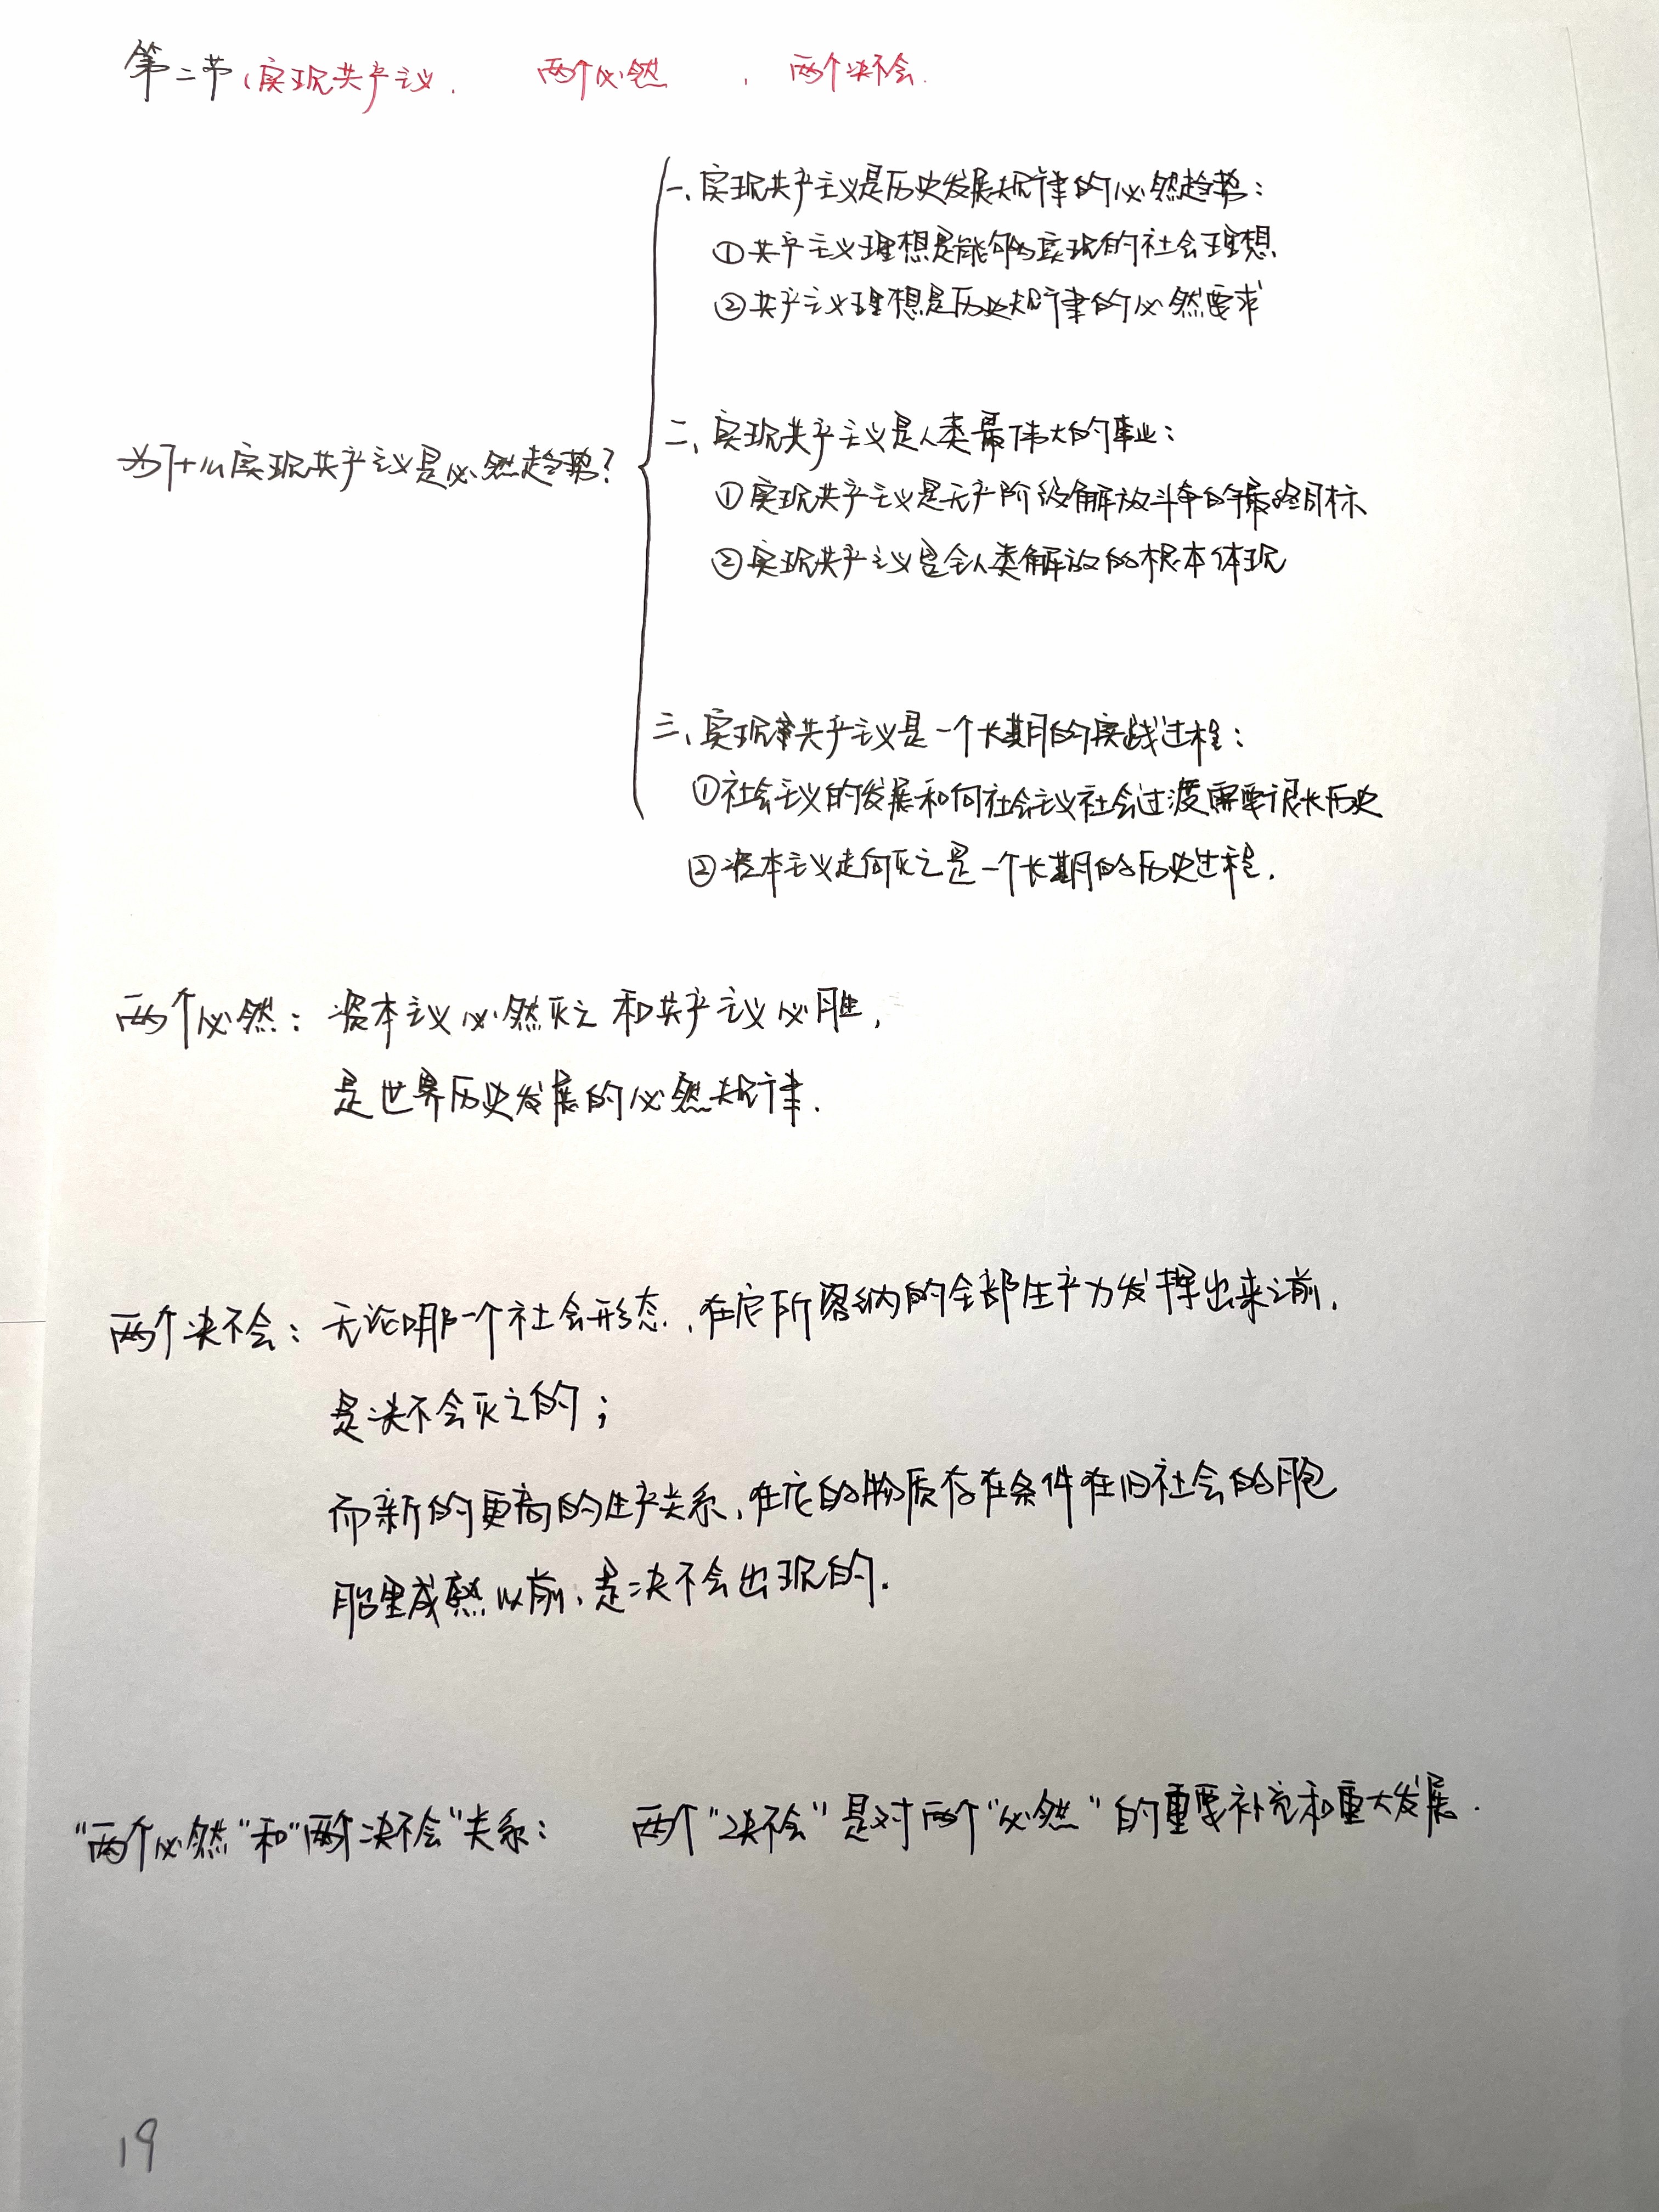 第二节、实现共产主义. 两个必然 , 两个决不会.
一、实现共产主义是历史发展规律的必然趋势:
①共产主义理想是能够实现的社会理想
②共产主义理想是历史规律的必然要求
为什么实现共产主义是必然趋势?
二、实现共产主义是人类最伟大的事业:
①实现共产主义是无产阶级解放斗争的最终目标
②实现共产主义是全人类解放的根本体现
三、实现共产主义是一个长期的实践过程:
①社会主义的发展和向社会主义社会过渡需要很长历史
②资本主义走向灭亡是一个长期的历史过程.
两个必然: 资本主义必然灭亡和共产主义必胜,
是世界历史发展的必然规律.
两个决不会: 无论哪一个社会形态, 在它所容纳的全部生产力发挥出来之前,
是决不会灭亡的;
而新的更高的生产关系, 在它的物质存在条件在旧社会的胞
胎里成熟以前, 是决不会出现的.
"两个必然"和"两个决不会"关系: 两个"决不会"是对两个"必然"的重要补充和重大发展.
19